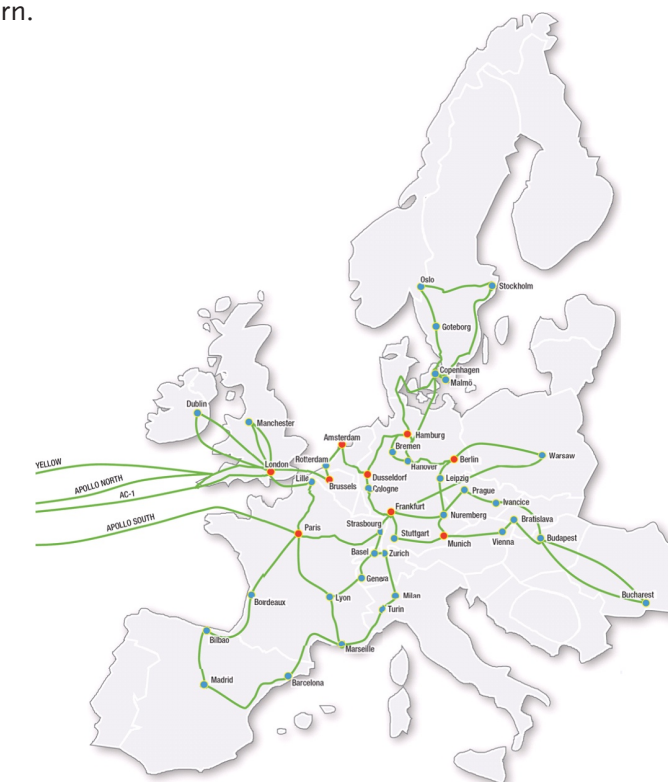 rn.
Oslo
Stockholm
Goteborg
Copenhagen
Malmö
Dublin
Manchester
Amsterdam
Hamburg
Bremen
Hanover
Berlin
Warsaw
YELLOW
London
Rotterdam
Lille
Brussels
Dusseldorf
Cologne
Leipzig
APOLLO NORTH
AC-1
Prague
Ivancice
Frankfurt
Nuremberg
Bratislava
APOLLO SOUTH
Paris
Strasbourg
Stuttgart
Munich
Vienna
Budapest
Basel
Zurich
Geneva
Bucharest
Bordeaux
Lyon
Milan
Turin
Bilbao
Marseille
Madrid
Barcelona